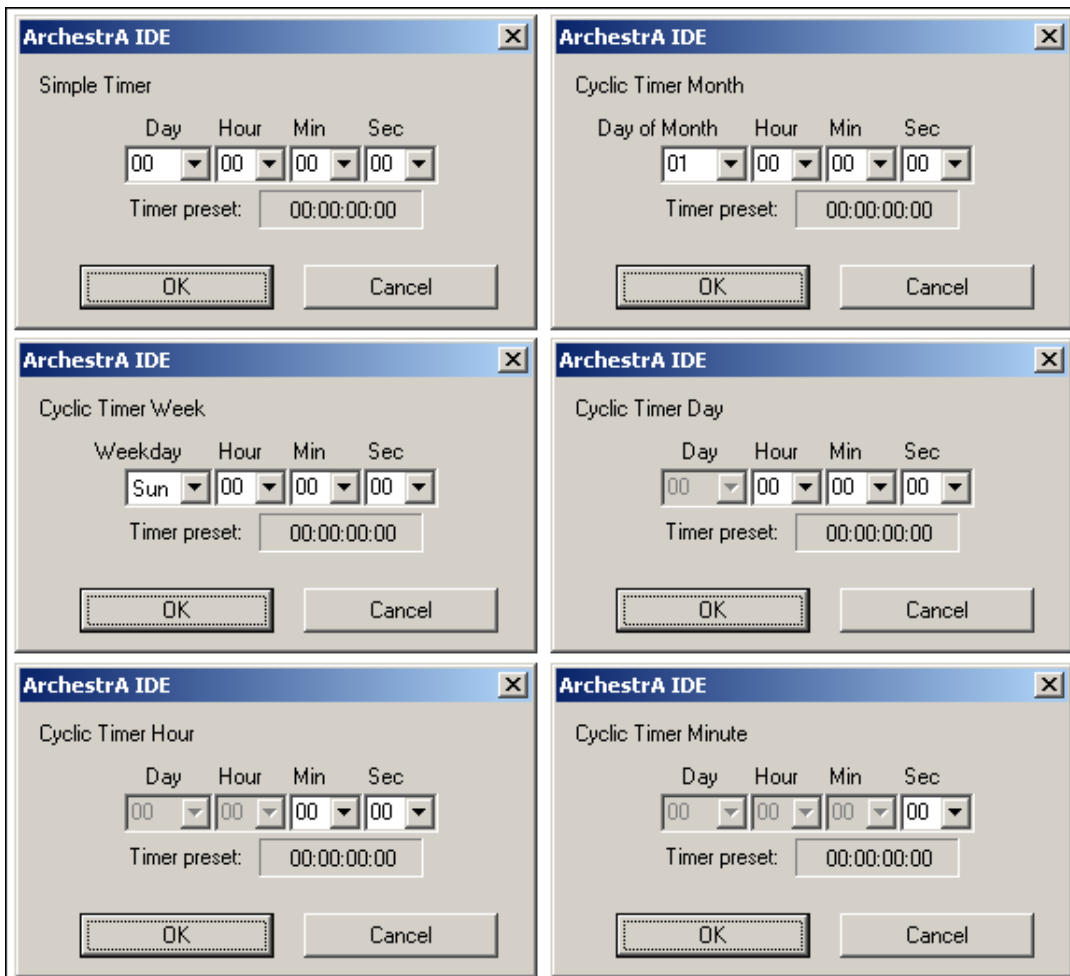 ArchestrA IDE
Simple Timer
Day Hour Min Sec
00 00 00 00
Timer preset: 00:00:00:00
OK Cancel
ArchestrA IDE
Cyclic Timer Month
Day of Month Hour Min Sec
01 00 00 00
Timer preset: 00:00:00:00
OK Cancel
ArchestrA IDE
Cyclic Timer Week
Weekday Hour Min Sec
Sun 00 00 00
Timer preset: 00:00:00:00
OK Cancel
ArchestrA IDE
Cyclic Timer Day
Day Hour Min Sec
00 00 00 00
Timer preset: 00:00:00:00
OK Cancel
ArchestrA IDE
Cyclic Timer Hour
Day Hour Min Sec
00 00 00 00
Timer preset: 00:00:00:00
OK Cancel
ArchestrA IDE
Cyclic Timer Minute
Day Hour Min Sec
00 00 00 00
Timer preset: 00:00:00:00
OK Cancel